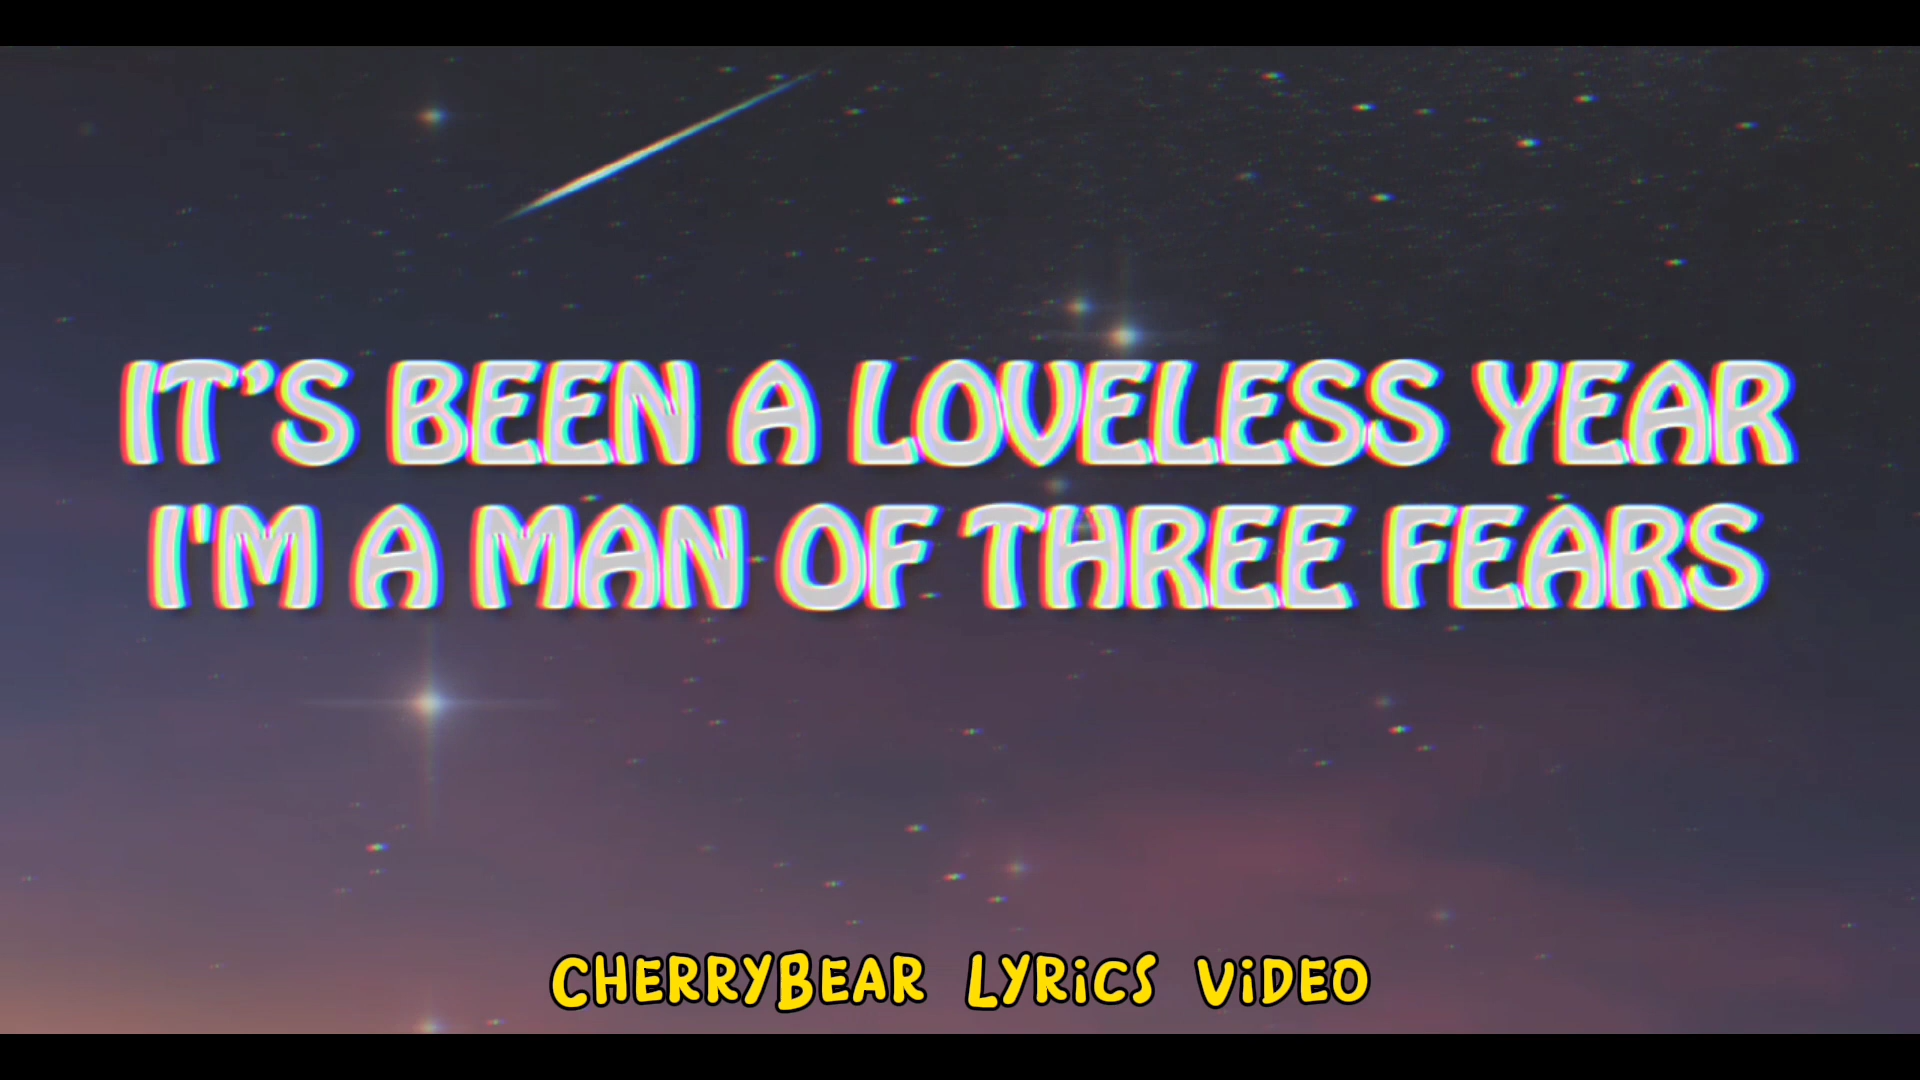 IT’S BEEN A LOVELESS YEAR
I'M A MAN OF THREE FEARS
CHERRYBEAR LYRiCS ViDEO